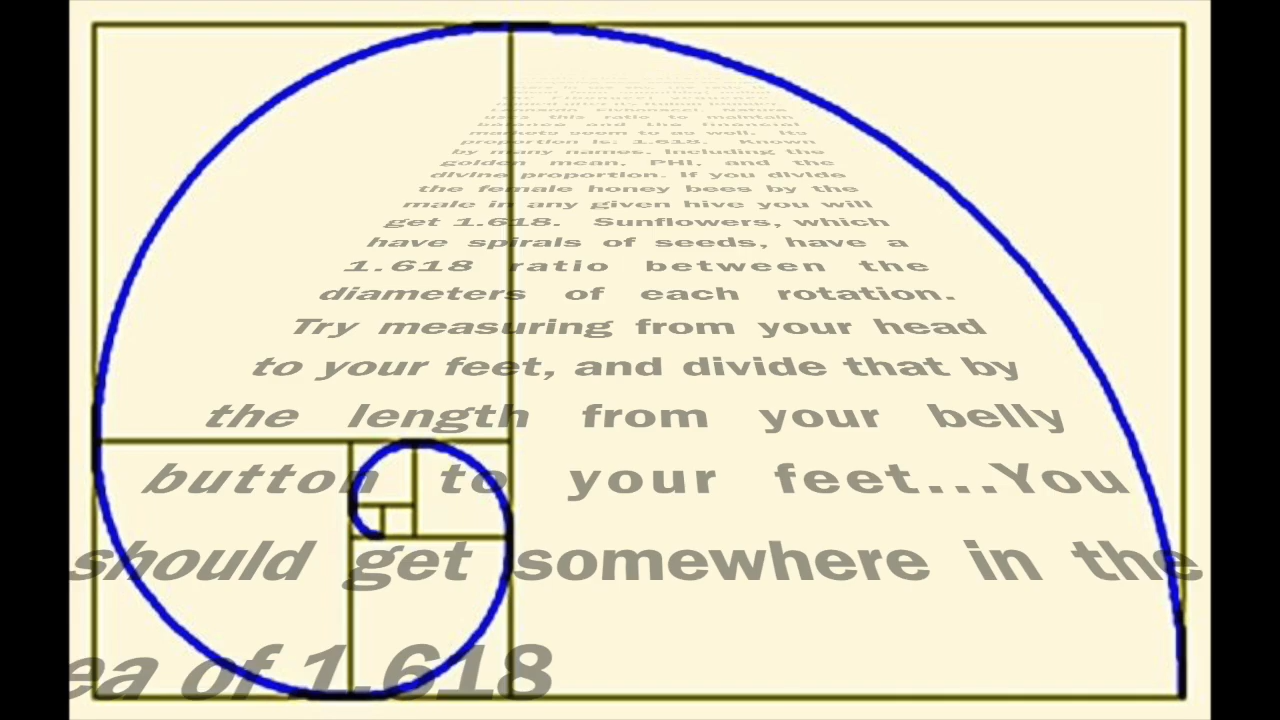 uses this ratio to maintain
balance and the financial
markets seem to as well. Its
proportion is: 1.618. Known
by many names. Including the
golden mean, PHI, and the
divine proportion. If you divide
the female honey bees by the
male in any given hive you will
get 1.618. Sunflowers, which
have spirals of seeds, have a
1.618 ratio between the
diameters of each rotation.
Try measuring from your head
to your feet, and divide that by
the length from your belly
button to your feet...You
should get somewhere in the
ea of 1.618